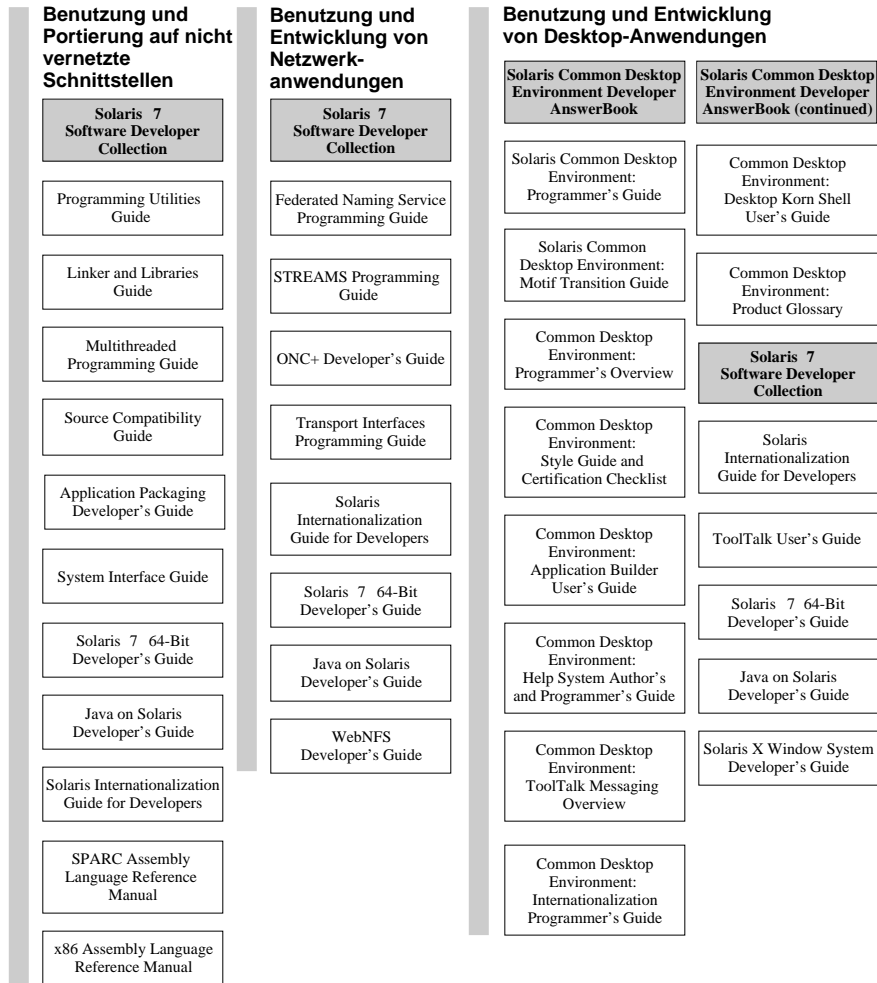 Benutzung und
Portierung auf nicht
vernetzte
Schnittstellen
Solaris 7
Software Developer
Collection
Programming Utilities
Guide
Linker and Libraries
Guide
Multithreaded
Programming Guide
Source Compatibility
Guide
Application Packaging
Developer's Guide
System Interface Guide
Solaris 7 64-Bit
Developer's Guide
Java on Solaris
Developer's Guide
Solaris Internationalization
Guide for Developers
SPARC Assembly
Language Reference
Manual
x86 Assembly Language
Reference Manual
Benutzung und
Entwicklung von
Netzwerk-
anwendungen
Solaris 7
Software Developer
Collection
Federated Naming Service
Programming Guide
STREAMS Programming
Guide
ONC+ Developer's Guide
Transport Interfaces
Programming Guide
Solaris
Internationalization
Guide for Developers
Solaris 7 64-Bit
Developer's Guide
Java on Solaris
Developer's Guide
WebNFS
Developer's Guide
Benutzung und Entwicklung
von Desktop-Anwendungen
Solaris Common Desktop
Environment Developer
AnswerBook
Solaris Common Desktop
Environment:
Programmer's Guide
Solaris Common
Desktop Environment:
Motif Transition Guide
Common Desktop
Environment:
Programmer's Overview
Common Desktop
Environment:
Style Guide and
Certification Checklist
Common Desktop
Environment:
Application Builder
User's Guide
Common Desktop
Environment:
Help System Author's
and Programmer's Guide
Common Desktop
Environment:
ToolTalk Messaging
Overview
Common Desktop
Environment:
Internationalization
Programmer's Guide
Solaris Common Desktop
Environment Developer
AnswerBook (continued)
Common Desktop
Environment:
Desktop Korn Shell
User's Guide
Common Desktop
Environment:
Product Glossary
Solaris 7
Software Developer
Collection
Solaris
Internationalization
Guide for Developers
ToolTalk User's Guide
Solaris 7 64-Bit
Developer's Guide
Java on Solaris
Developer's Guide
Solaris X Window System
Developer's Guide